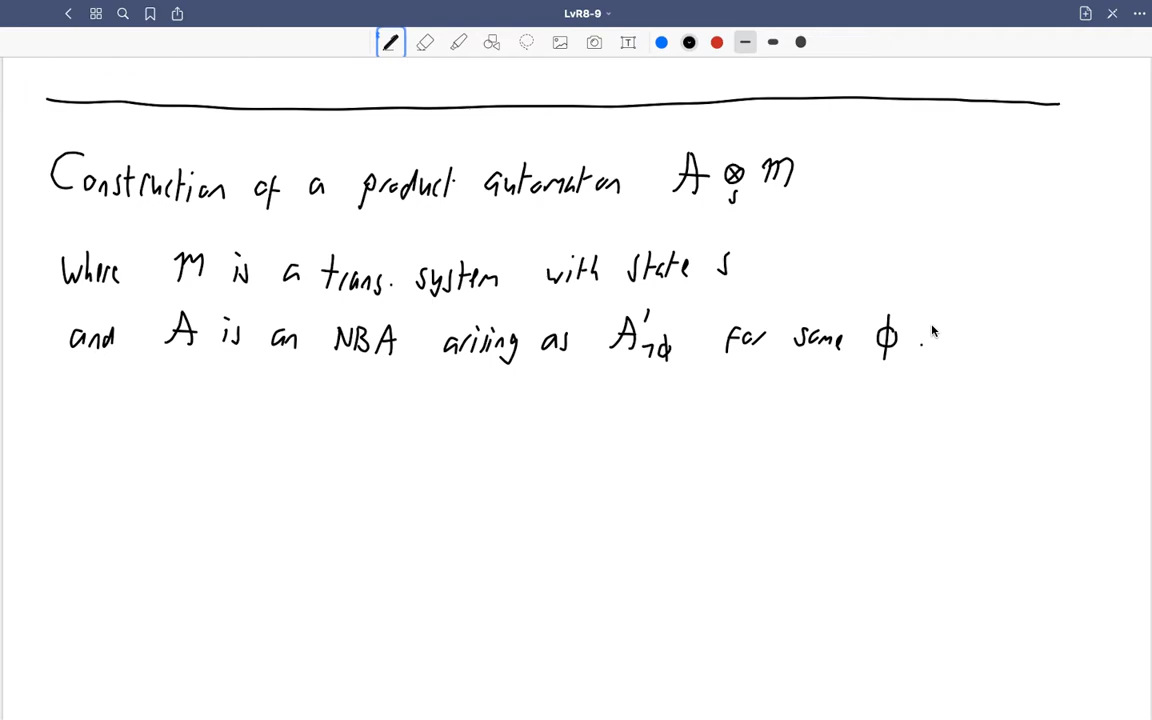 LvR8-9
Construction of a product automaton A ⊗ₛ M
Where M is a trans. system with state s
and A is an NBA arising as A'¬ϕ for some ϕ.